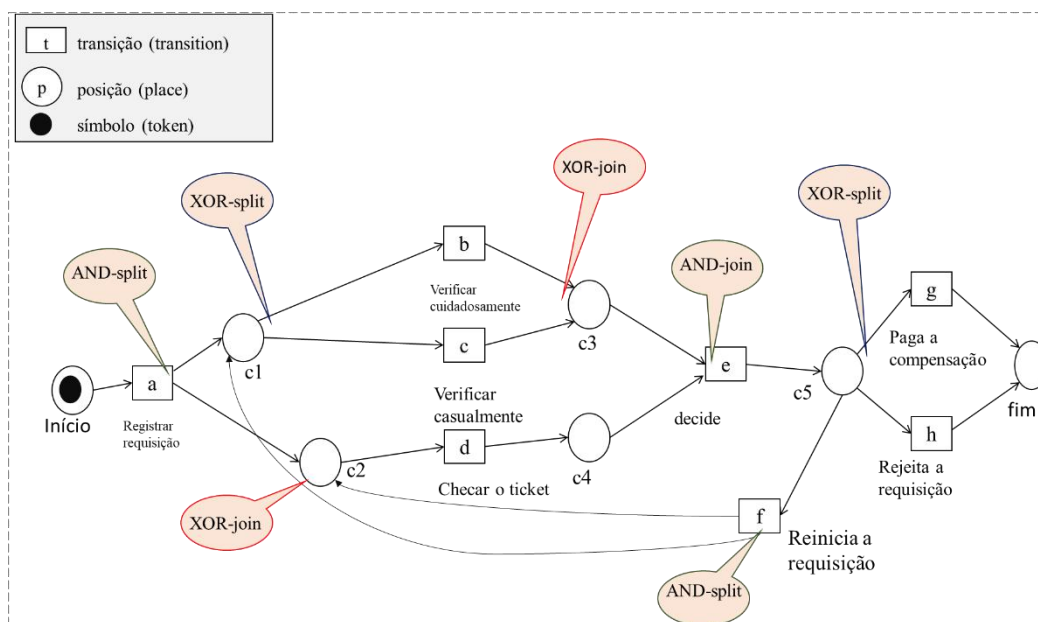 t
transição (transition)
p
posição (place)
símbolo (token)
XOR-split
XOR-join
XOR-split
AND-split
AND-join
b
Verificar
cuidadosamente
g
Paga a
compensação
c1
c
c3
a
e
c5
Início
Registrar
requisição
Verificar
casualmente
decide
fim
c2
d
c4
h
Checar o ticket
Rejeita a
requisição
XOR-join
f
Reinicia a
requisição
AND-split